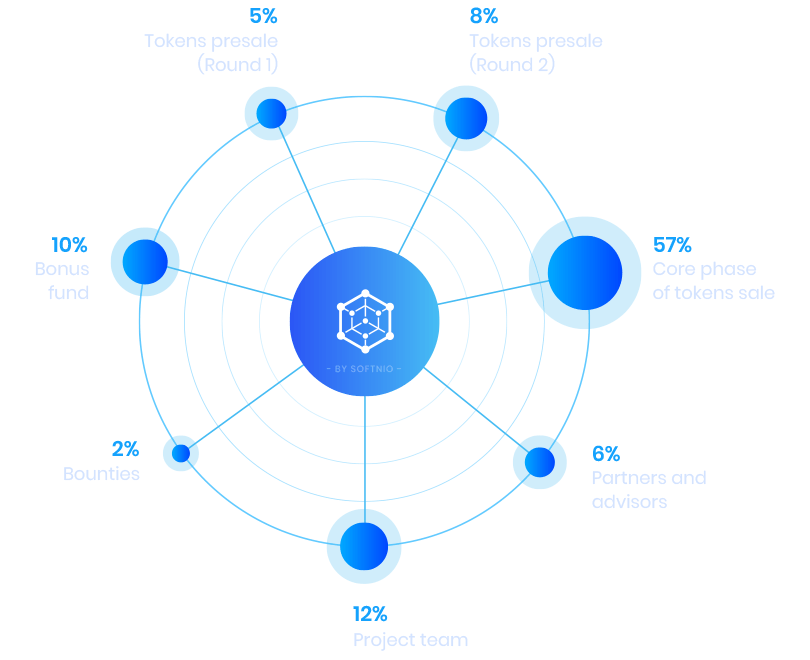 5%
Tokens presale
(Round 1)
8%
Tokens presale
(Round 2)
10%
Bonus
fund
57%
Core phase
of tokens sale
– BY SOFTNIO –
2%
Bounties
6%
Partners and
advisors
12%
Project team